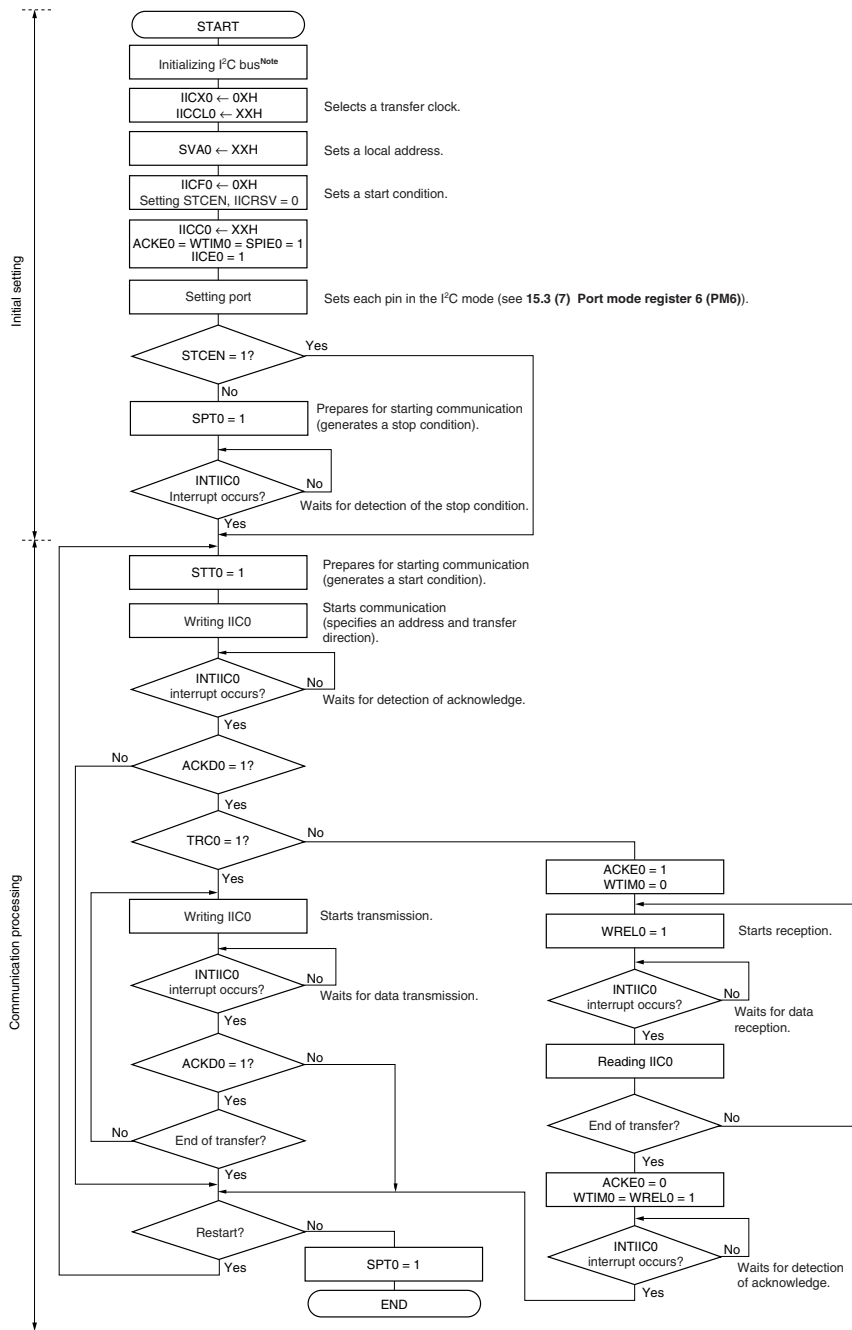 START
Initializing I²C busNote
IICX0 ← 0XH
IICCL0 ← XXH
Selects a transfer clock.
SVA0 ← XXH
Sets a local address.
IICF0 ← 0XH
Setting STCEN, IICRSV = 0
Sets a start condition.
IICC0 ← XXH
ACKE0 = WTIM0 = SPIE0 = 1
IICE0 = 1
Initial setting
Setting port
Sets each pin in the I²C mode (see 15.3 (7) Port mode register 6 (PM6)).
STCEN = 1?
Yes
No
SPT0 = 1
Prepares for starting communication
(generates a stop condition).
INTIIC0
Interrupt occurs?
No
Waits for detection of the stop condition.
Yes
STT0 = 1
Prepares for starting communication
(generates a start condition).
Writing IIC0
Starts communication
(specifies an address and transfer
direction).
INTIIC0
interrupt occurs?
No
Waits for detection of acknowledge.
Yes
No
ACKD0 = 1?
Yes
TRC0 = 1?
No
Yes
Communication processing
Writing IIC0
Starts transmission.
INTIIC0
interrupt occurs?
No
Waits for data transmission.
Yes
ACKD0 = 1?
No
Yes
No
End of transfer?
Yes
Restart?
No
Yes
SPT0 = 1
END
ACKE0 = 1
WTIM0 = 0
WREL0 = 1
Starts reception.
INTIIC0
interrupt occurs?
No
Waits for data
reception.
Yes
Reading IIC0
End of transfer?
No
Yes
ACKE0 = 0
WTIM0 = WREL0 = 1
INTIIC0
interrupt occurs?
No
Waits for detection
of acknowledge.
Yes